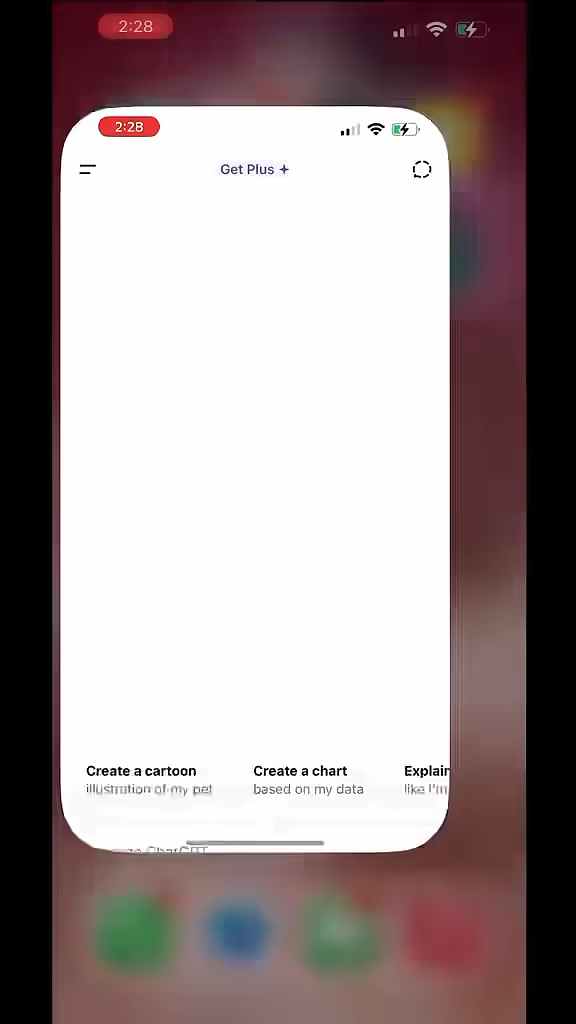 2:28
2:28
Get Plus
Create a cartoon
illustration of my pet
Create a chart
based on my data
Explain
like I'm
ChatGPT